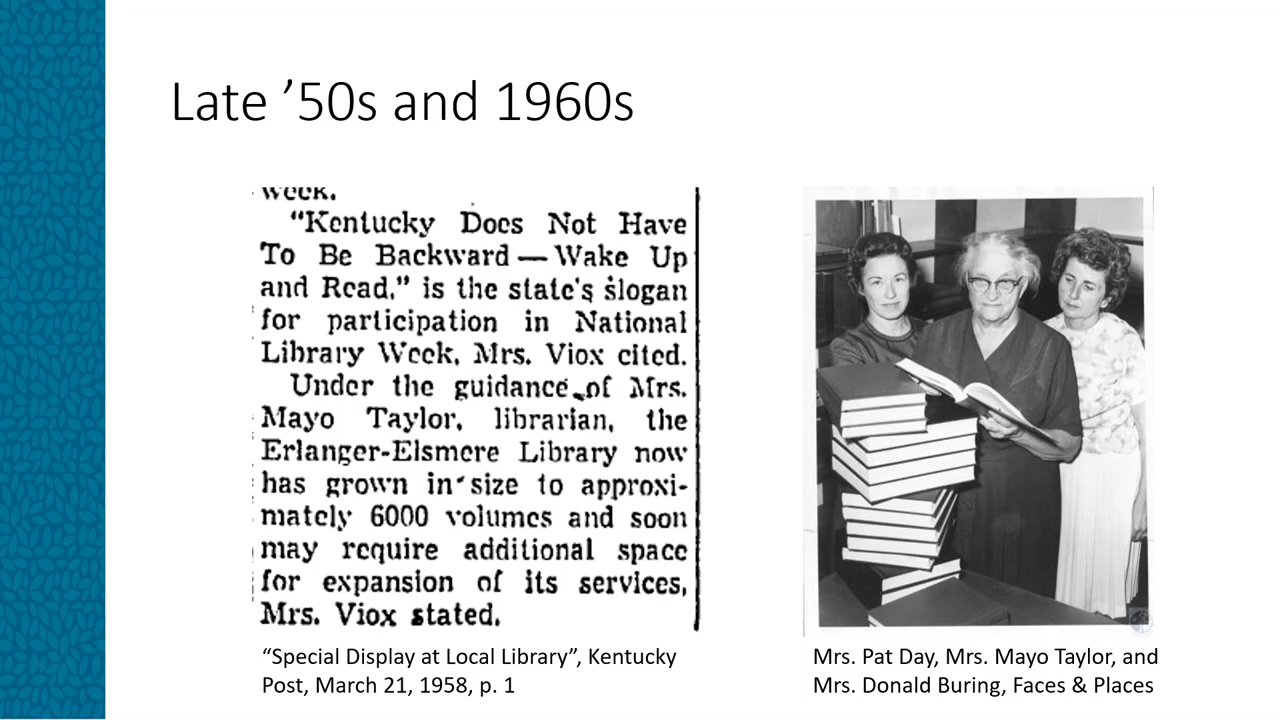 Late ’50s and 1960s
week.
“Kentucky Does Not Have
To Be Backward — Wake Up
and Read,” is the state's slogan
for participation in National
Library Week, Mrs. Viox cited.
Under the guidance of Mrs.
Mayo Taylor, librarian, the
Erlanger-Elsmere Library now
has grown in size to approxi-
mately 6000 volumes and soon
may require additional space
for expansion of its services,
Mrs. Viox stated.
“Special Display at Local Library”, Kentucky
Post, March 21, 1958, p. 1
Mrs. Pat Day, Mrs. Mayo Taylor, and
Mrs. Donald Buring, Faces & Places